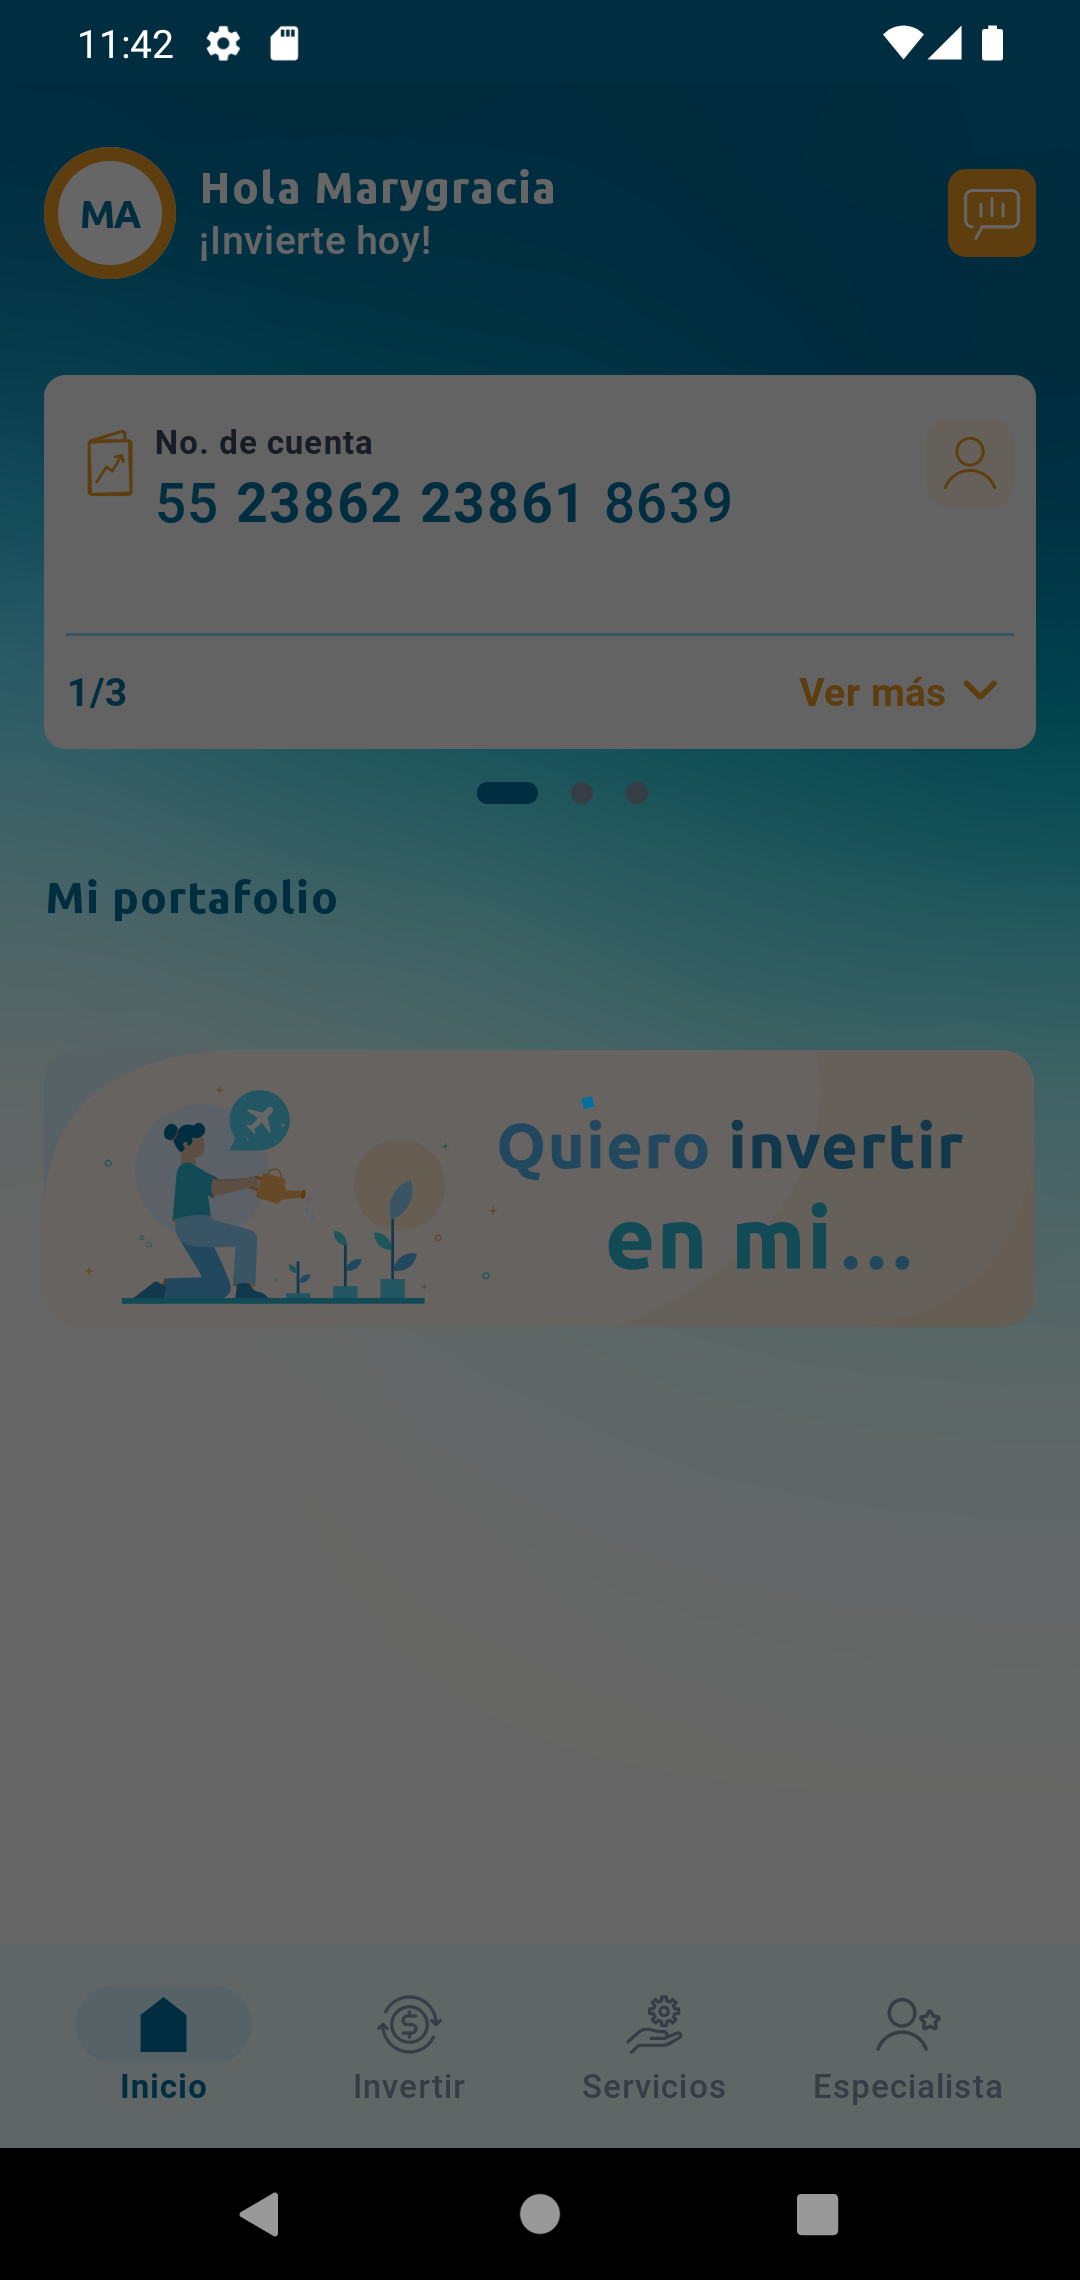 11:42
MA
Hola Marygracia
¡Invierte hoy!
No. de cuenta
55 23862 23861 8639
1/3
Ver más
Mi portafolio
Quiero invertir
en mi...
Inicio
Invertir
Servicios
Especialista